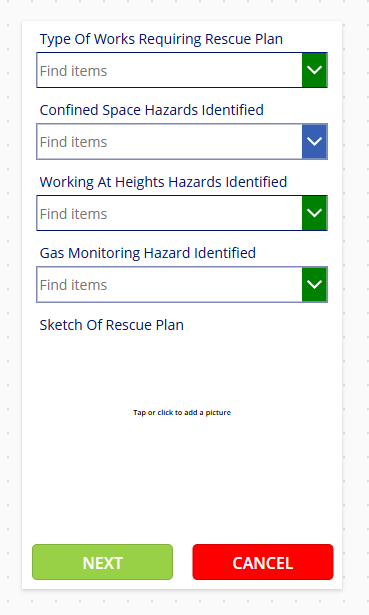 Type Of Works Requiring Rescue Plan
Find items
Confined Space Hazards Identified
Find items
Working At Heights Hazards Identified
Find items
Gas Monitoring Hazard Identified
Find items
Sketch Of Rescue Plan
Tap or click to add a picture
NEXT CANCEL